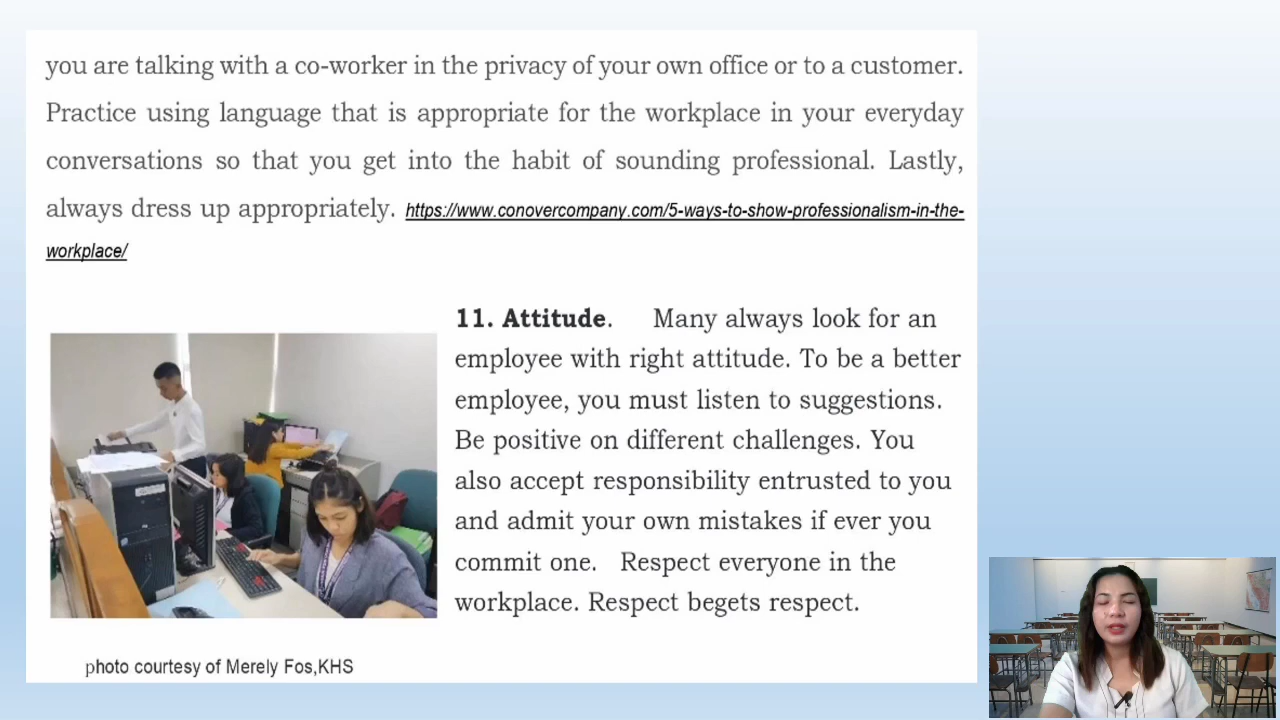 you are talking with a co-worker in the privacy of your own office or to a customer.
Practice using language that is appropriate for the workplace in your everyday
conversations so that you get into the habit of sounding professional. Lastly,
always dress up appropriately. https://www.conovercompany.com/5-ways-to-show-professionalism-in-the-
workplace/
11. Attitude. Many always look for an
employee with right attitude. To be a better
employee, you must listen to suggestions.
Be positive on different challenges. You
also accept responsibility entrusted to you
and admit your own mistakes if ever you
commit one. Respect everyone in the
workplace. Respect begets respect.
photo courtesy of Merely Fos,KHS